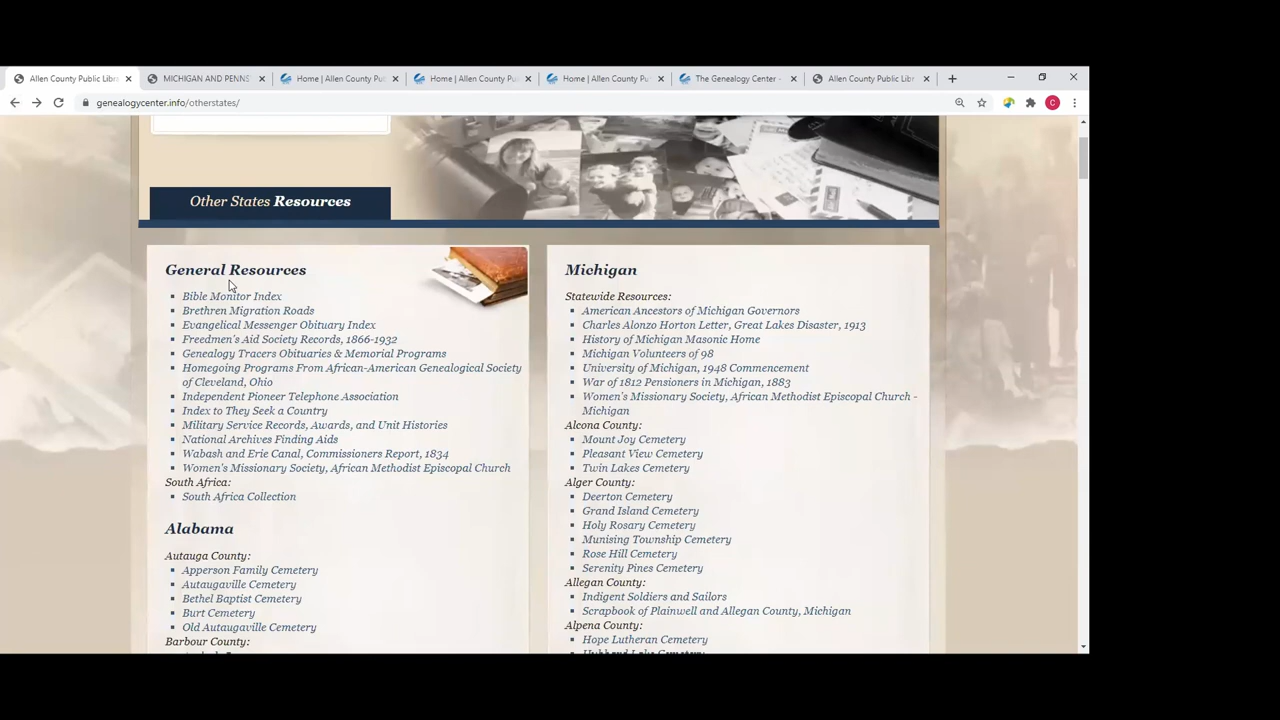 Allen County Public Libr
MICHIGAN AND PENNS
Home | Allen County Pu
Home | Allen County Pu
Home | Allen County Pu
The Genealogy Center -
Allen County Public Libr
genealogycenter.info/otherstates/
C
Other States Resources
General Resources
Bible Monitor Index
Brethren Migration Roads
Evangelical Messenger Obituary Index
Freedmen's Aid Society Records, 1866-1932
Genealogy Tracers Obituaries & Memorial Programs
Homegoing Programs From African-American Genealogical Society
of Cleveland, Ohio
Independent Pioneer Telephone Association
Index to They Seek a Country
Military Service Records, Awards, and Unit Histories
National Archives Finding Aids
Wabash and Erie Canal, Commissioners Report, 1834
Women's Missionary Society, African Methodist Episcopal Church
South Africa:
South Africa Collection
Alabama
Autauga County:
Apperson Family Cemetery
Autaugaville Cemetery
Bethel Baptist Cemetery
Burt Cemetery
Old Autaugaville Cemetery
Barbour County:
Michigan
Statewide Resources:
American Ancestors of Michigan Governors
Charles Alonzo Horton Letter, Great Lakes Disaster, 1913
History of Michigan Masonic Home
Michigan Volunteers of 98
University of Michigan, 1948 Commencement
War of 1812 Pensioners in Michigan, 1883
Women's Missionary Society, African Methodist Episcopal Church -
Michigan
Alcona County:
Mount Joy Cemetery
Pleasant View Cemetery
Twin Lakes Cemetery
Alger County:
Deerton Cemetery
Grand Island Cemetery
Holy Rosary Cemetery
Munising Township Cemetery
Rose Hill Cemetery
Serenity Pines Cemetery
Allegan County:
Indigent Soldiers and Sailors
Scrapbook of Plainwell and Allegan County, Michigan
Alpena County:
Hope Lutheran Cemetery